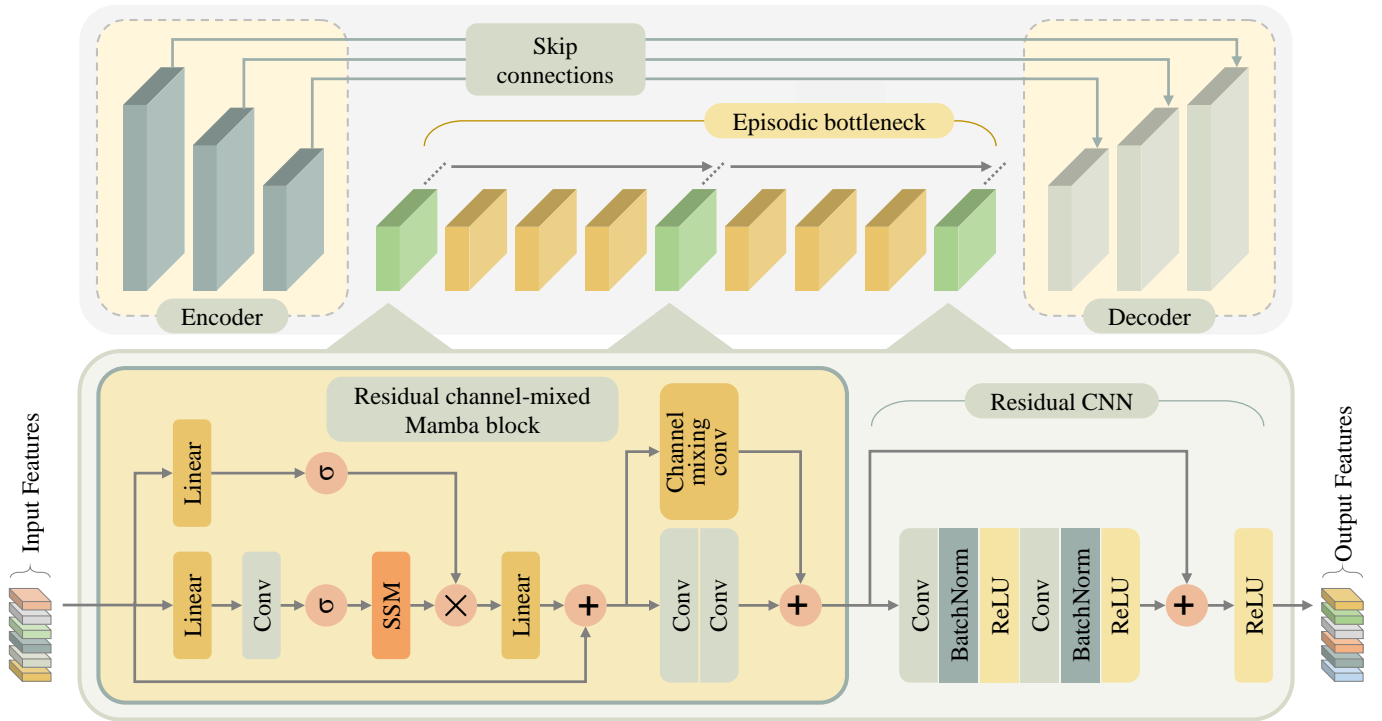 Skip
connections
Episodic bottleneck
Encoder
Decoder
Residual channel-mixed
Mamba block
Residual CNN
Input Features
Output Features
Linear
σ
Channel
mixing
conv
Linear
Conv
σ
SSM
×
Linear
+
Conv
Conv
+
Conv
BatchNorm
ReLU
Conv
BatchNorm
ReLU
+
ReLU